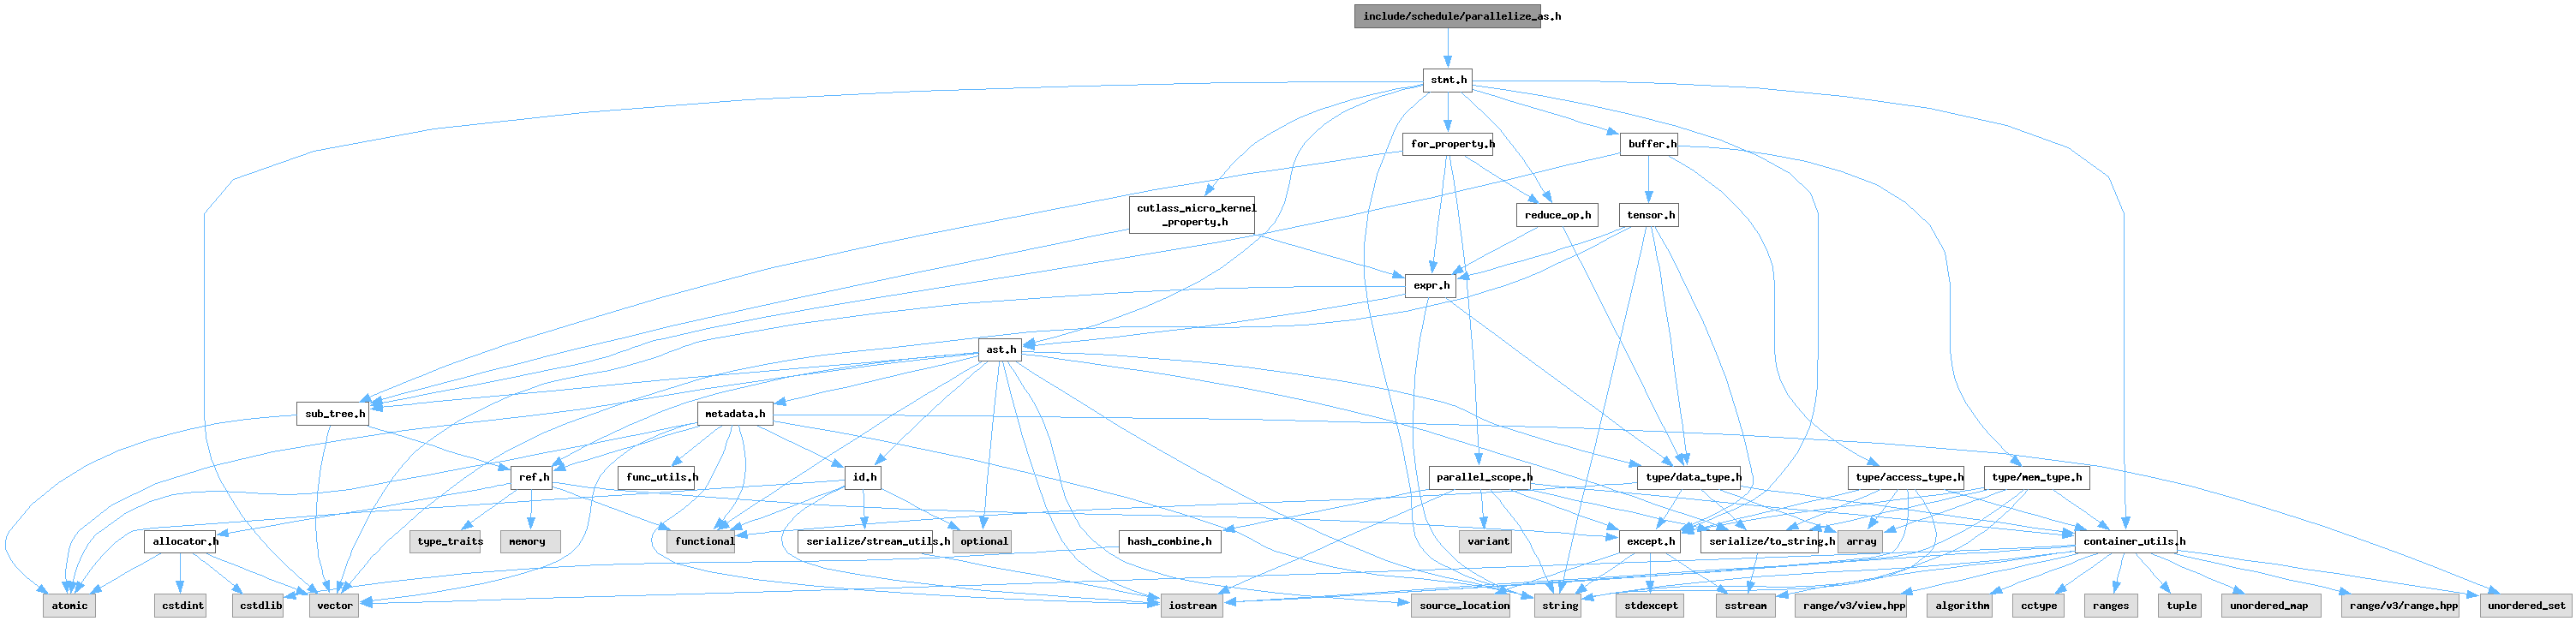 include/schedule/parallelize_as.h
stmt.h
for_property.h
buffer.h
cutlass_micro_kernel
_property.h
reduce_op.h
tensor.h
expr.h
ast.h
sub_tree.h
metadata.h
ref.h
func_utils.h
id.h
parallel_scope.h
type/data_type.h
type/access_type.h
type/mem_type.h
allocator.h
type_traits
memory
functional
serialize/stream_utils.h
optional
hash_combine.h
variant
except.h
serialize/to_string.h
array
container_utils.h
atomic
cstdint
cstdlib
vector
iostream
source_location
string
stdexcept
sstream
range/v3/view.hpp
algorithm
cctype
ranges
tuple
unordered_map
range/v3/range.hpp
unordered_set